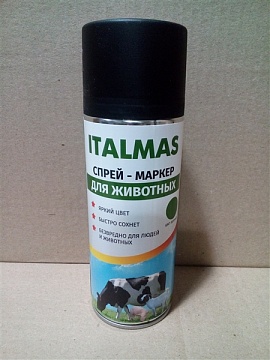 ITALMAS
СПРЕЙ - МАРКЕР
ДЛЯ ЖИВОТНЫХ
ЯРКИЙ ЦВЕТ
БЫСТРО СОХНЕТ
БЕЗВРЕДНО ДЛЯ ЛЮДЕЙ
И ЖИВОТНЫХ